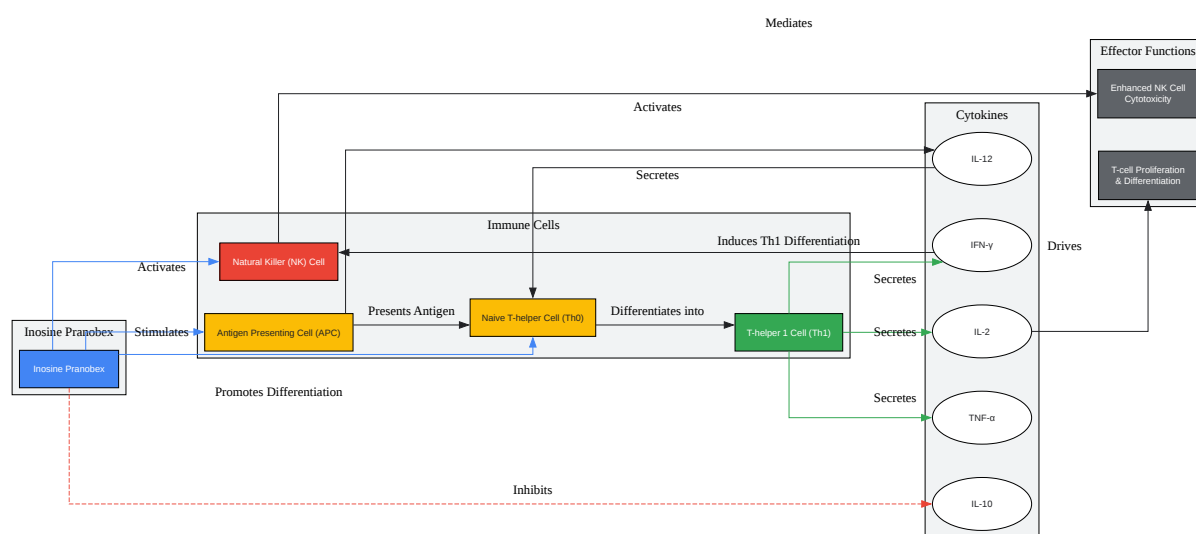 Mediates
Effector Functions
Enhanced NK Cell
Cytotoxicity
Activates
Cytokines
IL-12
T-cell Proliferation
& Differentiation
Secretes
Immune Cells
Induces Th1 Differentiation
IFN-γ
Drives
Natural Killer (NK) Cell
Activates
Secretes
Presents Antigen
Naive T-helper Cell (Th0)
Differentiates into
Inosine Pranobex
Stimulates
Antigen Presenting Cell (APC)
T-helper 1 Cell (Th1)
Secretes
IL-2
Inosine Pranobex
Promotes Differentiation
Secretes
TNF-α
Inhibits
IL-10